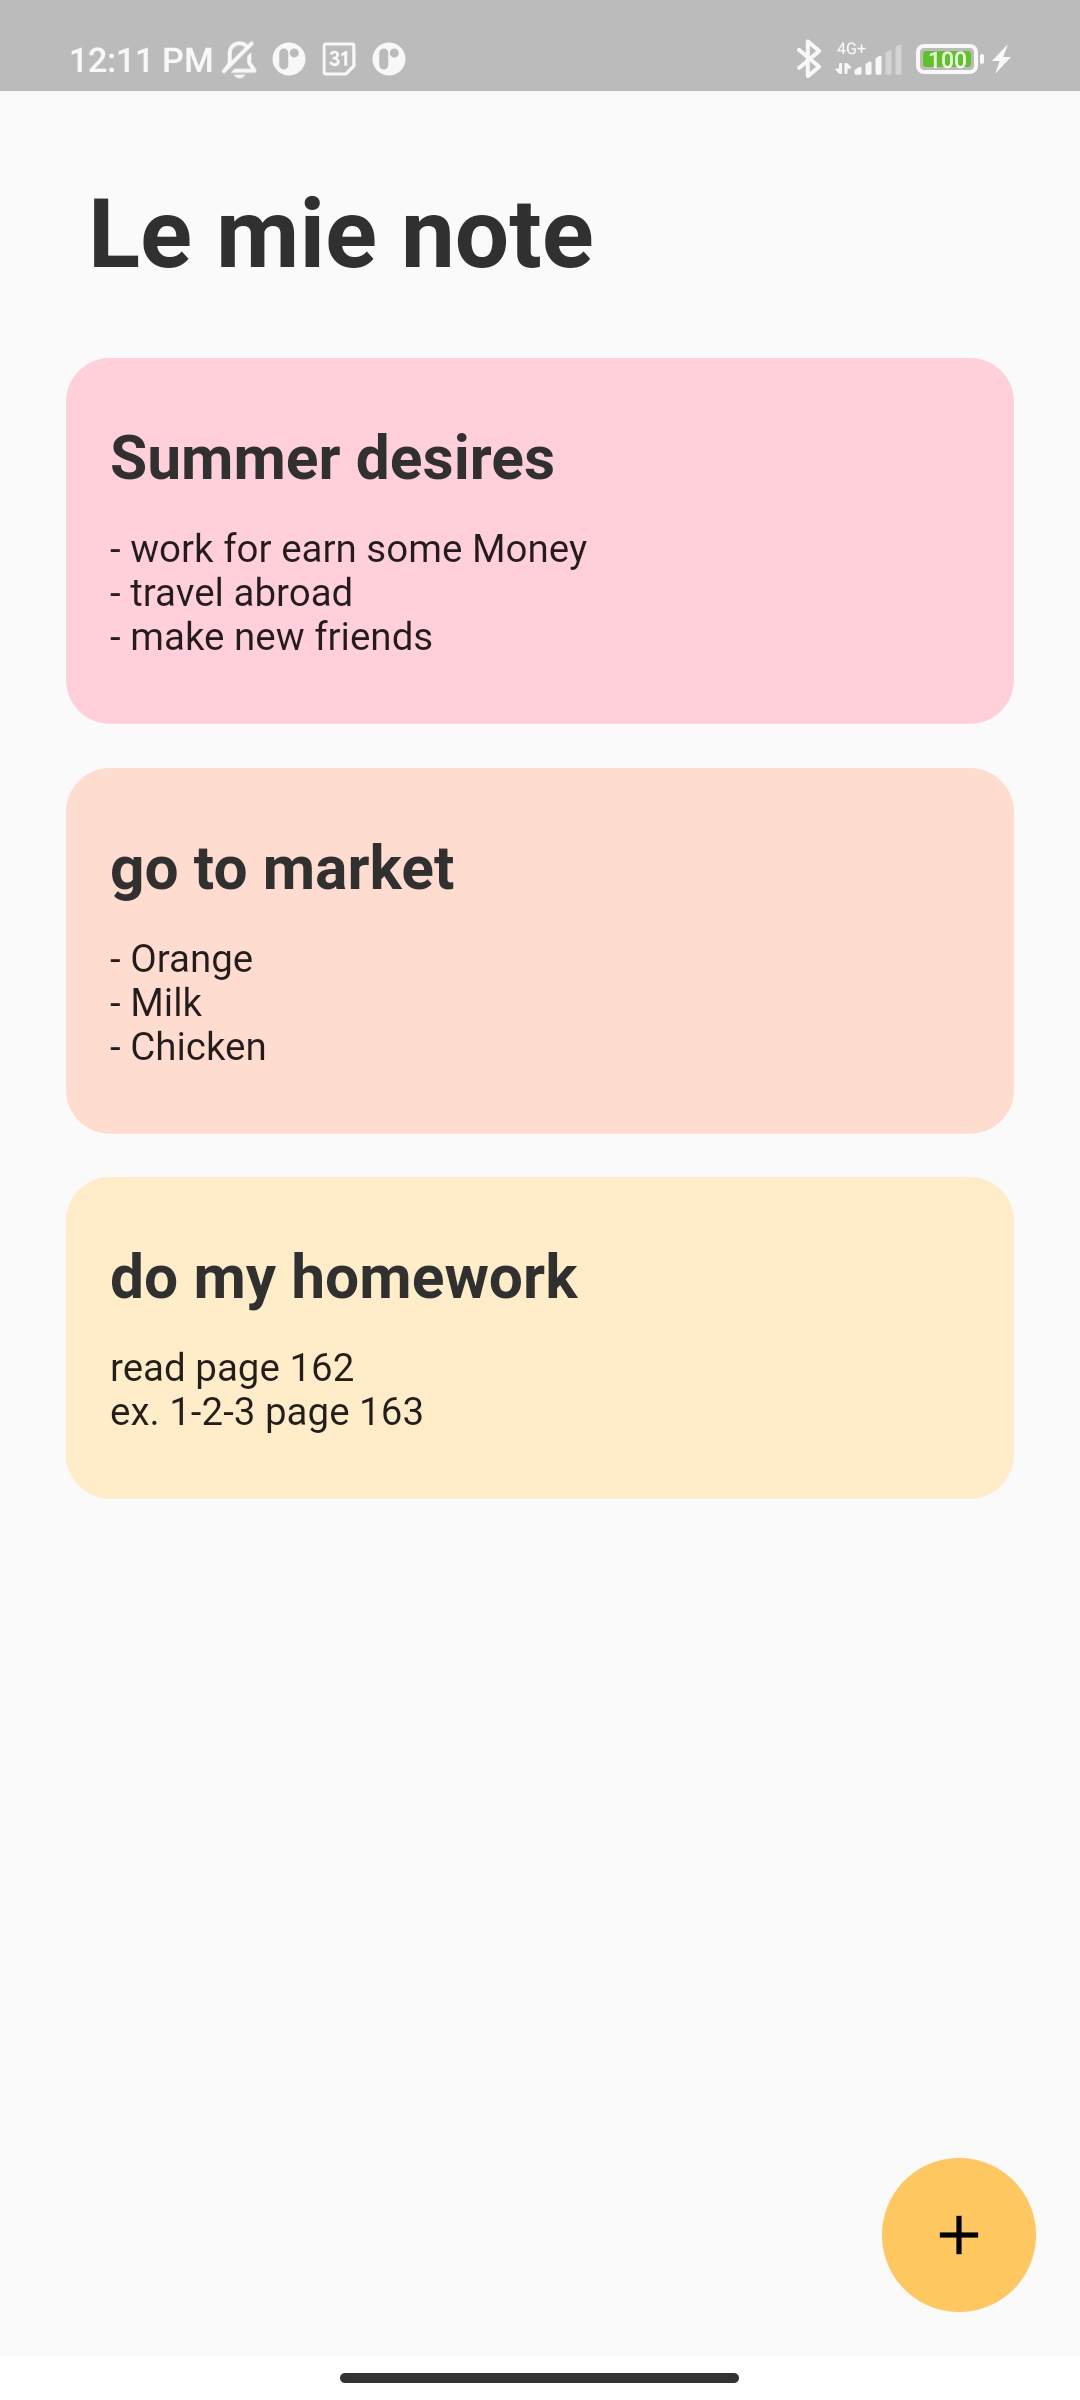 12:11 PM
31
4G+
100
Le mie note
Summer desires
- work for earn some Money
- travel abroad
- make new friends
go to market
- Orange
- Milk
- Chicken
do my homework
read page 162
ex. 1-2-3 page 163